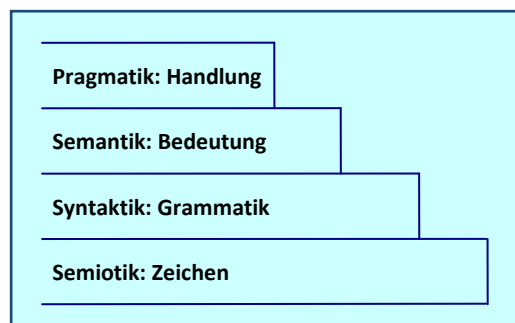 Pragmatik: Handlung
Semantik: Bedeutung
Syntaktik: Grammatik
Semiotik: Zeichen